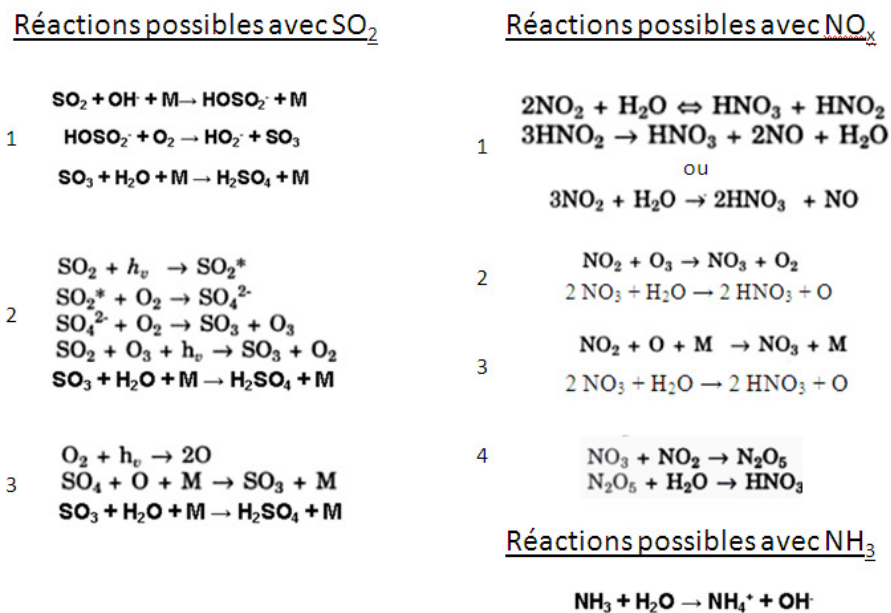 Réactions possibles avec SO₂
1
SO₂ + OH· + M → HOSO₂· + M
HOSO₂· + O₂ → HO₂· + SO₃
SO₃ + H₂O + M → H₂SO₄ + M
2
SO₂ + hᵥ → SO₂*
SO₂* + O₂ → SO₄²⁻
SO₄²⁻ + O₂ → SO₃ + O₃
SO₂ + O₃ + hᵥ → SO₃ + O₂
SO₃ + H₂O + M → H₂SO₄ + M
3
O₂ + hᵥ → 2O
SO₄ + O + M → SO₃ + M
SO₃ + H₂O + M → H₂SO₄ + M
Réactions possibles avec NOₓ
1
2NO₂ + H₂O ⇔ HNO₃ + HNO₂
3HNO₂ → HNO₃ + 2NO + H₂O
ou
3NO₂ + H₂O → 2HNO₃ + NO
2
NO₂ + O₃ → NO₃ + O₂
2 NO₃ + H₂O → 2 HNO₃ + O
3
NO₂ + O + M → NO₃ + M
2 NO₃ + H₂O → 2 HNO₃ + O
4
NO₃ + NO₂ → N₂O₅
N₂O₅ + H₂O → HNO₃
Réactions possibles avec NH₃
NH₃ + H₂O → NH₄⁺ + OH⁻